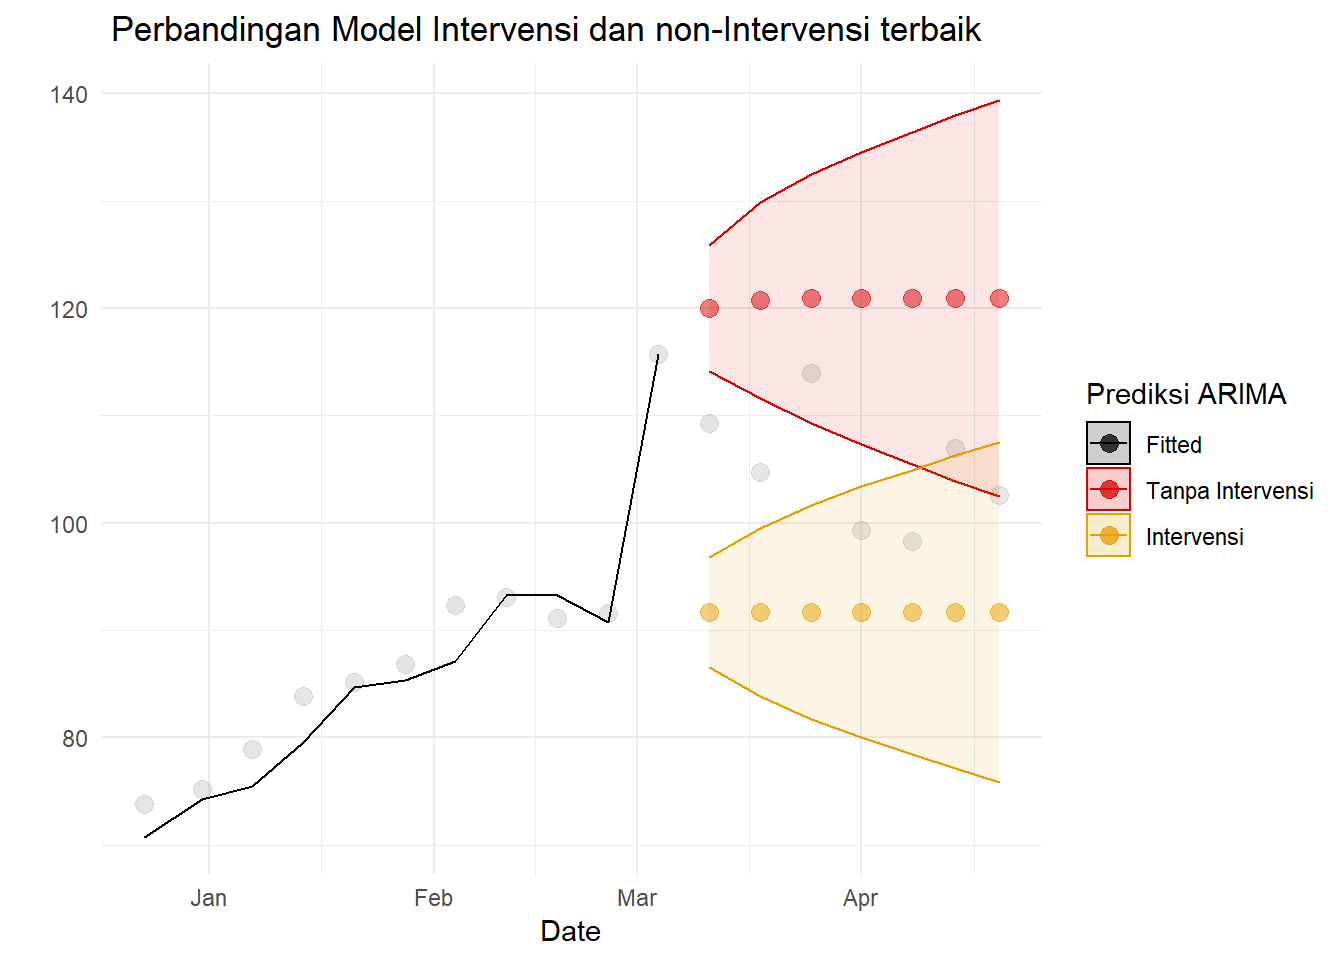 Perbandingan Model Intervensi dan non-Intervensi terbaik
140
120
100
80
Jan
Feb
Mar
Apr
Date
Prediksi ARIMA
Fitted
Tanpa Intervensi
Intervensi